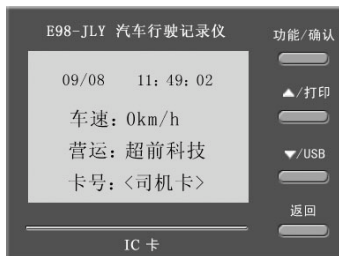 E98-JLY 汽车行驶记录仪
功能/确认
09/08 11:49:02
▲/打印
车速:0km/h
营运:超前科技
▼/USB
卡号:<司机卡>
返回
IC 卡